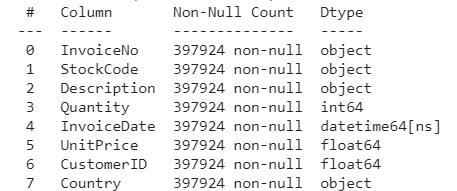 #   Column       Non-Null Count   Dtype
---  ------       --------------   -----
0   InvoiceNo    397924 non-null  object
1   StockCode    397924 non-null  object
2   Description  397924 non-null  object
3   Quantity     397924 non-null  int64
4   InvoiceDate  397924 non-null  datetime64[ns]
5   UnitPrice    397924 non-null  float64
6   CustomerID   397924 non-null  float64
7   Country      397924 non-null  object